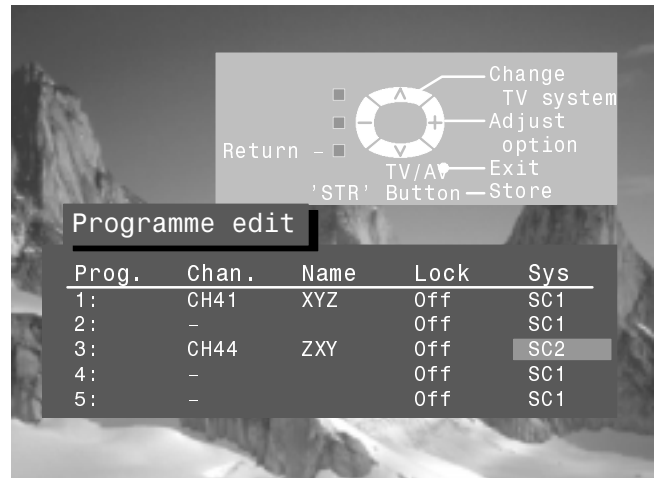 Change
TV system
– +
Adjust
option
Return –
TV/AV
Exit
'STR' Button
Store
Programme edit
Prog. Chan. Name Lock Sys
1: CH41 XYZ Off SC1
2: – Off SC1
3: CH44 ZXY Off SC2
4: – Off SC1
5: – Off SC1